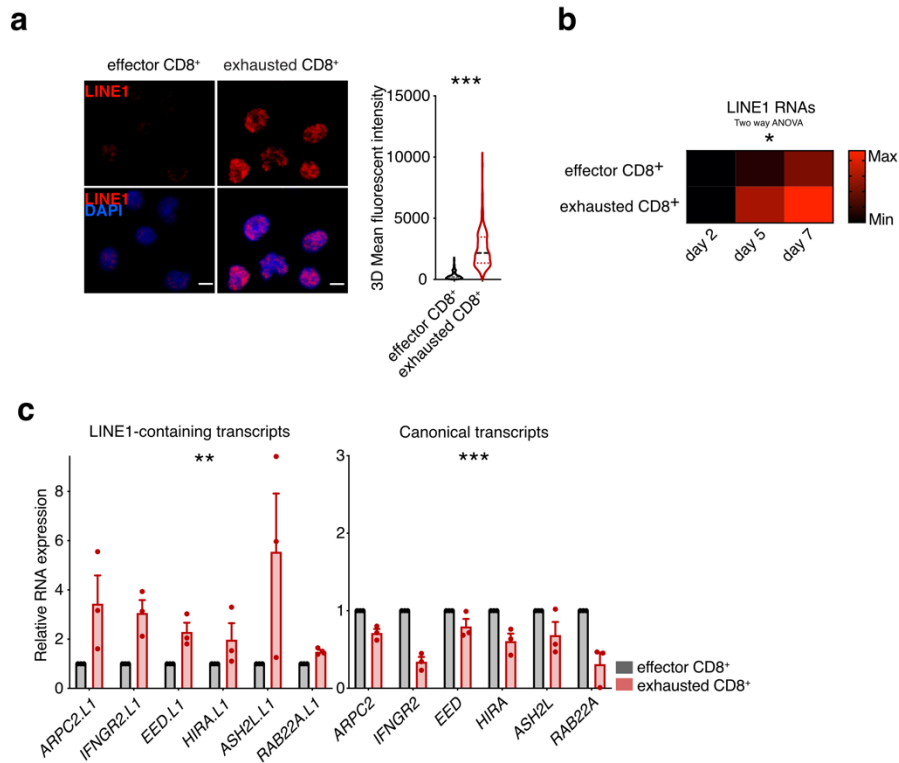 a
effector CD8⁺ exhausted CD8⁺
LINE1
LINE1
DAPI
***
3D Mean fluorescent intensity
15000
10000
5000
0
effector CD8⁺
exhausted CD8⁺
b
LINE1 RNAs
Two way ANOVA
*
effector CD8⁺
exhausted CD8⁺
day 2 day 5 day 7
Max
Min
c
LINE1-containing transcripts
**
Relative RNA expression
8
6
4
2
0
ARPC2.L1 IFNGR2.L1 EED.L1 HIRA.L1 ASH2L.L1 RAB22A.L1
Canonical transcripts
***
3
2
1
0
ARPC2 IFNGR2 EED HIRA ASH2L RAB22A
effector CD8⁺
exhausted CD8⁺